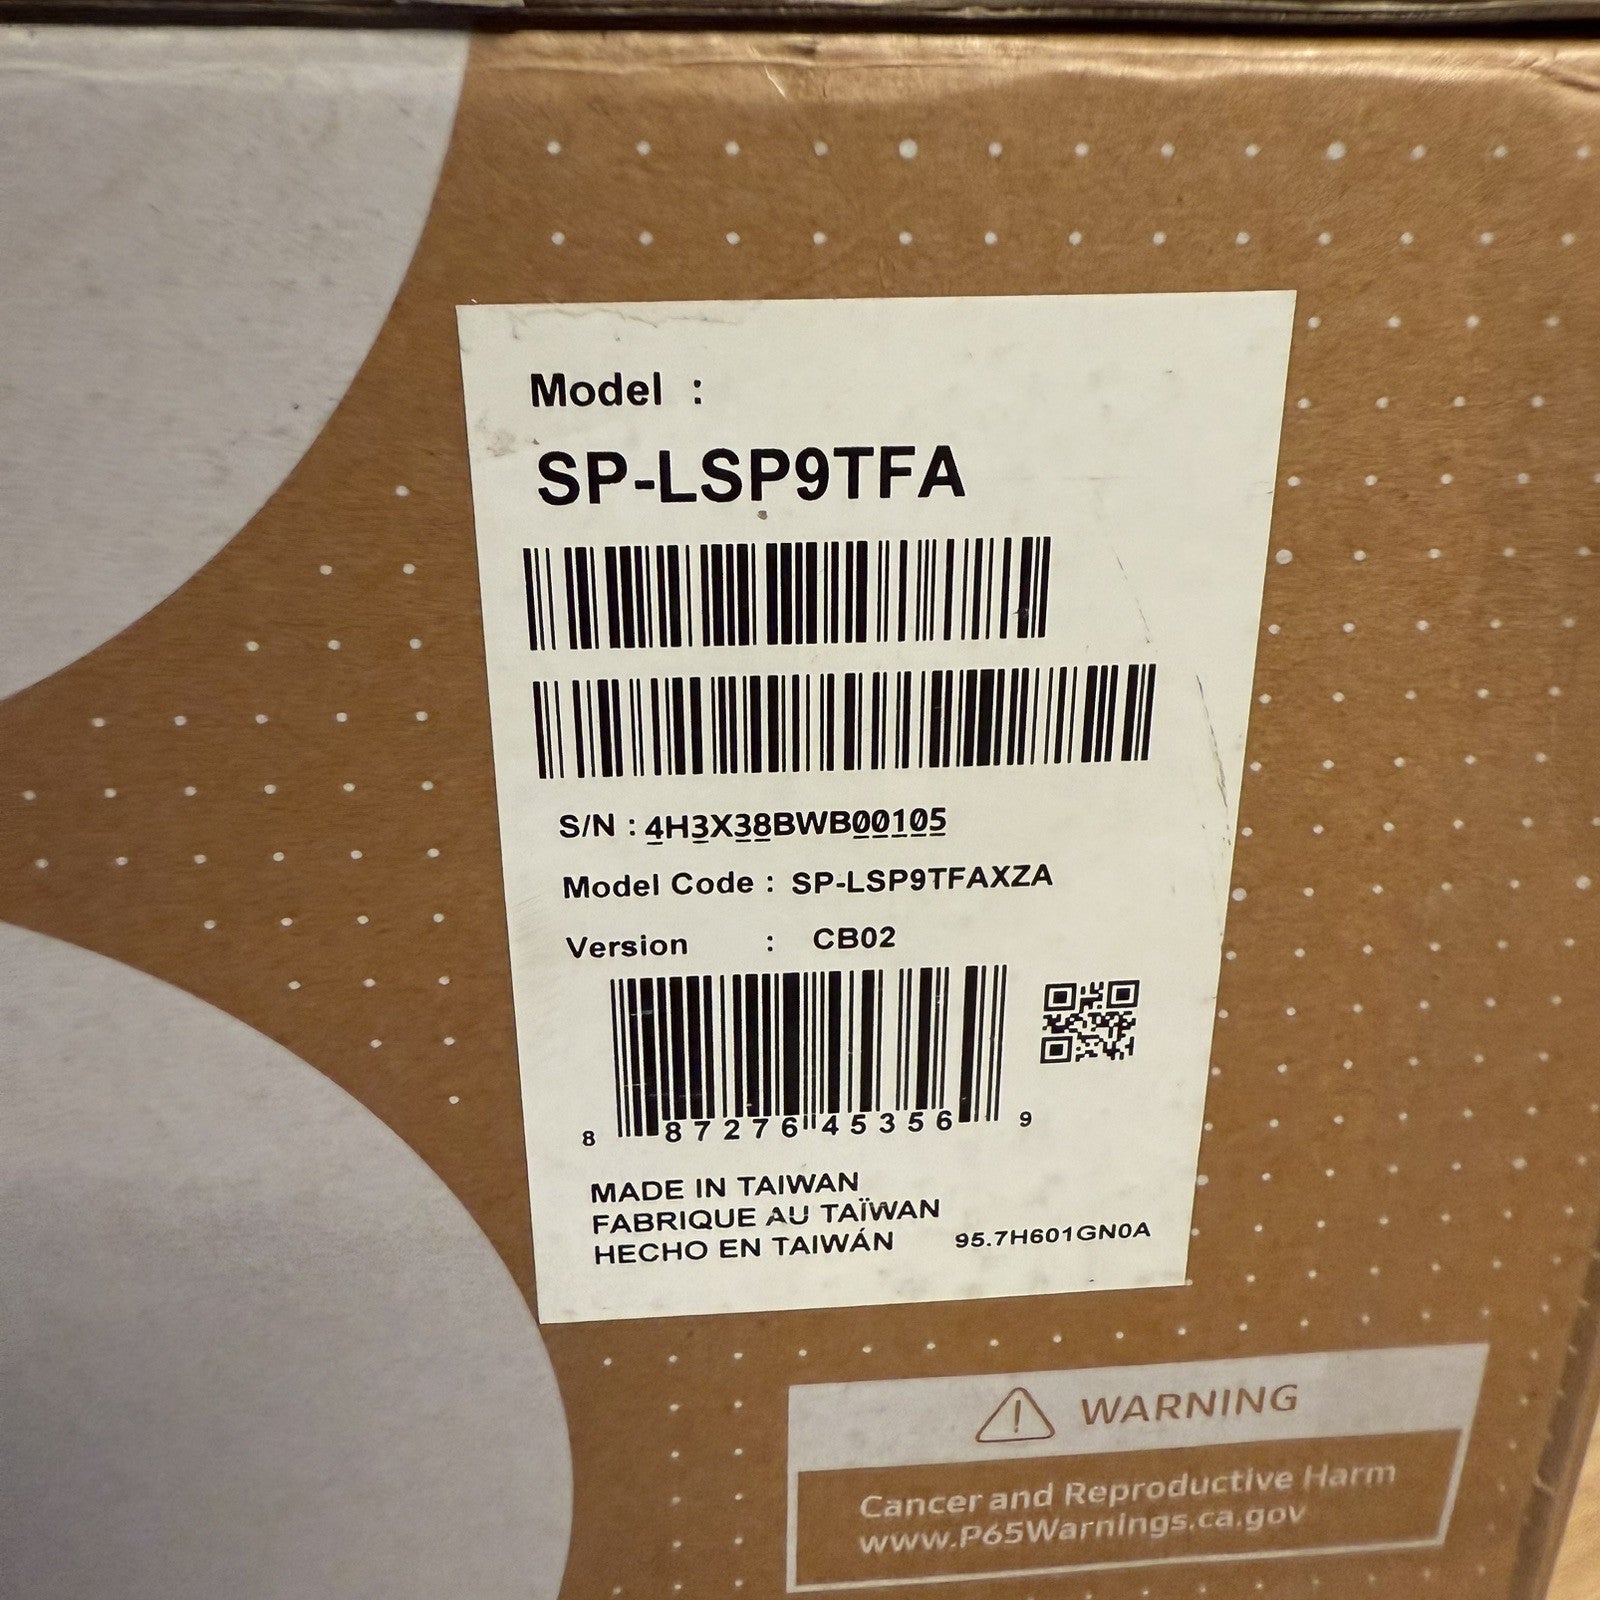 Model :
SP-LSP9TFA
S/N : 4H3X38BWB00105
Model Code : SP-LSP9TFAXZA
Version : CB02
8 87276 45356 9
MADE IN TAIWAN
FABRIQUE AU TAÏWAN
HECHO EN TAIWÁN 95.7H601GN0A
WARNING
Cancer and Reproductive Harm
www.P65Warnings.ca.gov